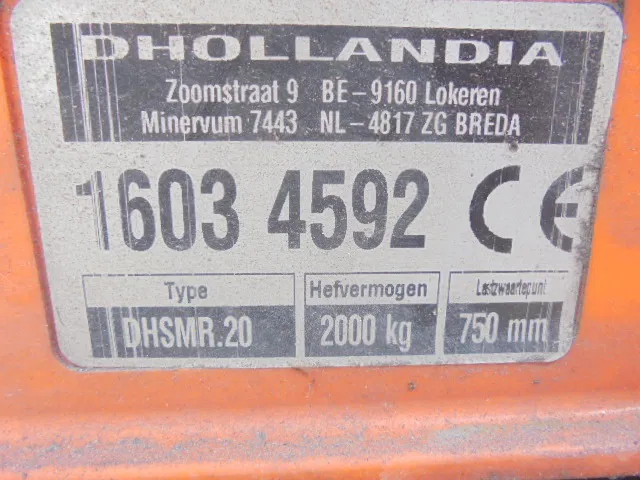 DHOLLANDIA
Zoomstraat 9 BE-9160 Lokeren
Minervum 7443 NL-4817 ZG BREDA
1603 4592 CE
Type Hefvermogen Lastzwaartepunt
DHSMR.20 2000 kg 750 mm